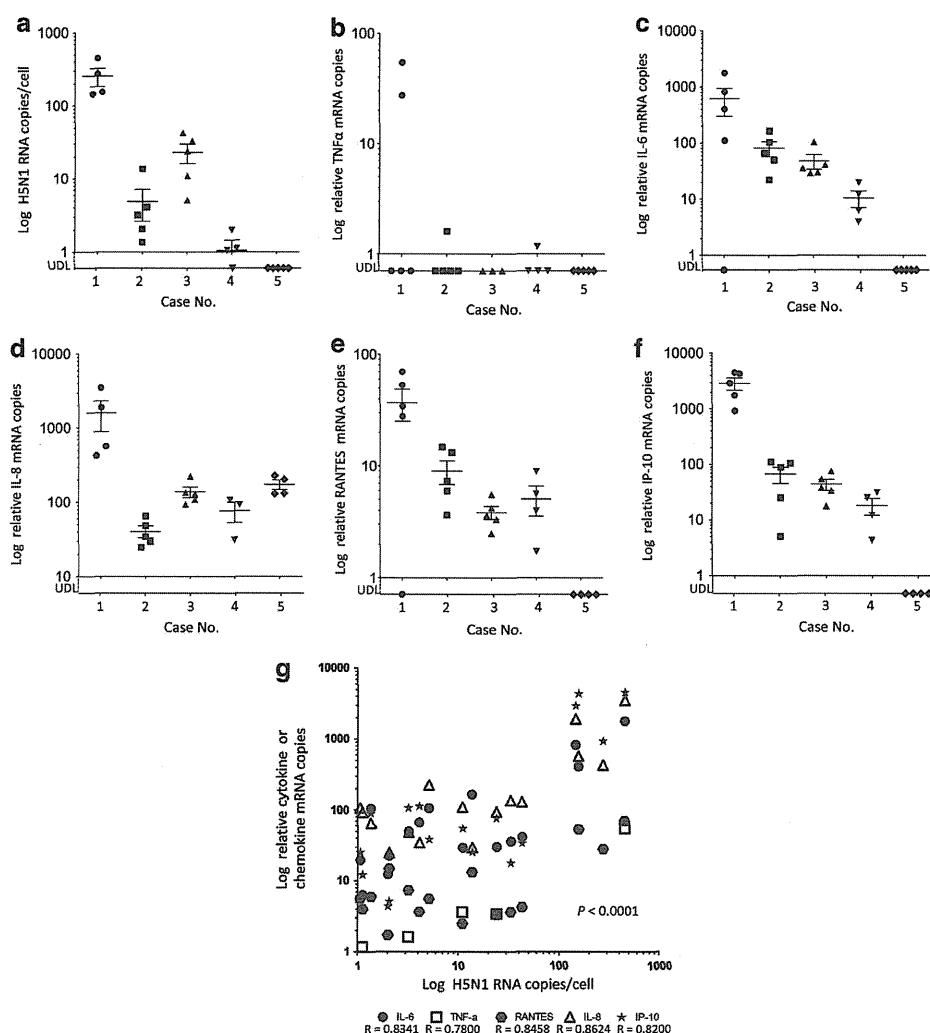 a
Log H5N1 RNA copies/cell
1000
100
10
1
UDL
1 2 3 4 5
Case No.
b
Log relative TNFα mRNA copies
100
10
1
UDL
1 2 3 4 5
Case No.
c
Log relative IL-6 mRNA copies
10000
1000
100
10
1
UDL
1 2 3 4 5
Case No.
d
Log relative IL-8 mRNA copies
10000
1000
100
10
UDL
1 2 3 4 5
Case No.
e
Log relative RANTES mRNA copies
100
10
1
UDL
1 2 3 4 5
Case No.
f
Log relative IP-10 mRNA copies
10000
1000
100
10
1
UDL
1 2 3 4 5
Case No.
g
Log relative cytokine or
chemokine mRNA copies
10000
1000
100
10
1
P < 0.0001
1 10 100 1000
Log H5N1 RNA copies/cell
IL-6 TNF-a RANTES IL-8 IP-10
R = 0.8341 R = 0.7800 R = 0.8458 R = 0.8624 R = 0.8200